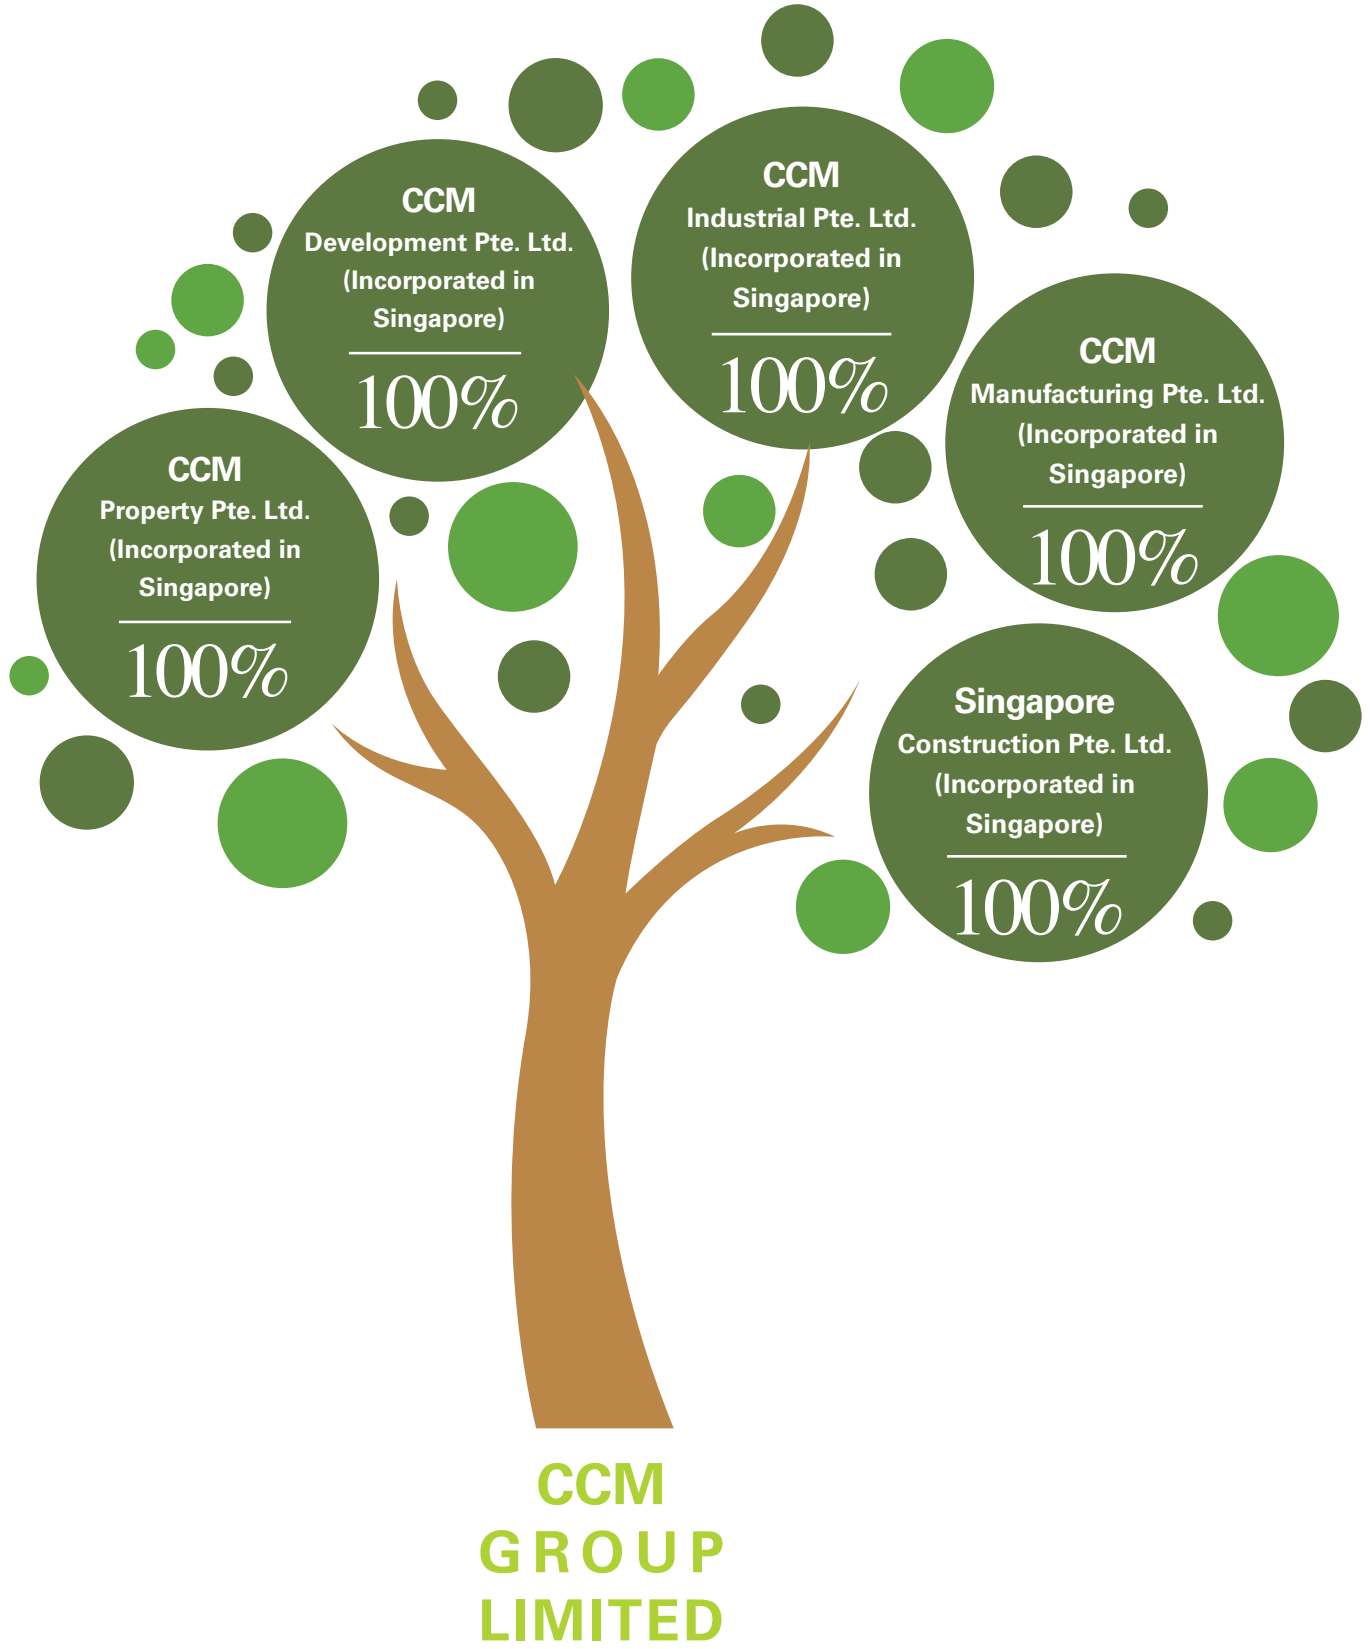 CCM
Development Pte. Ltd.
(Incorporated in
Singapore)
100%
CCM
Industrial Pte. Ltd.
(Incorporated in
Singapore)
100%
CCM
Manufacturing Pte. Ltd.
(Incorporated in
Singapore)
100%
CCM
Property Pte. Ltd.
(Incorporated in
Singapore)
100%
Singapore
Construction Pte. Ltd.
(Incorporated in
Singapore)
100%
CCM
GROUP
LIMITED